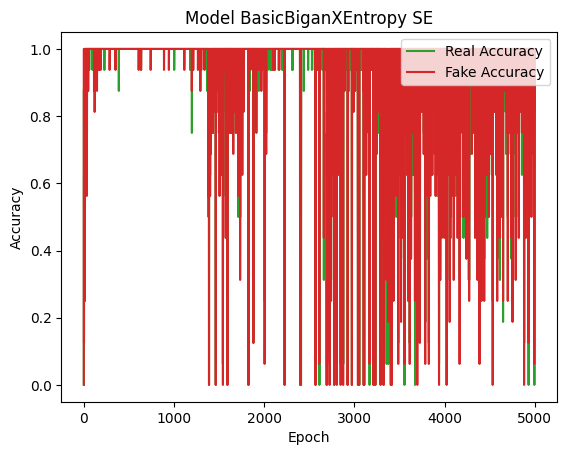 Model BasicBiganXEntropy SE
Real Accuracy
Fake Accuracy
Accuracy
1.0
0.8
0.6
0.4
0.2
0.0
0 1000 2000 3000 4000 5000
Epoch